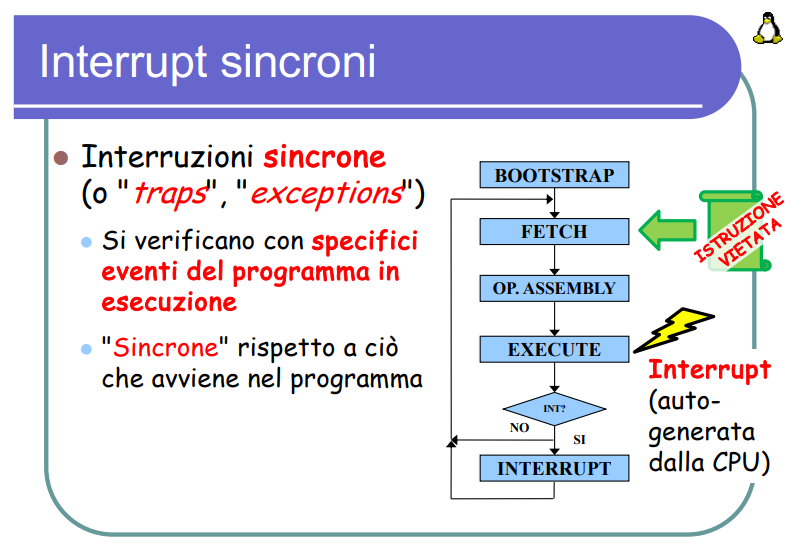 Interrupt sincroni
Interruzioni sincrone
(o "traps", "exceptions")
Si verificano con specifici
eventi del programma in
esecuzione
"Sincrone" rispetto a ciò
che avviene nel programma
BOOTSTRAP
FETCH
ISTRUZIONE
VIETATA
OP. ASSEMBLY
EXECUTE
Interrupt
(auto-
generata
dalla CPU)
INT?
NO
SI
INTERRUPT